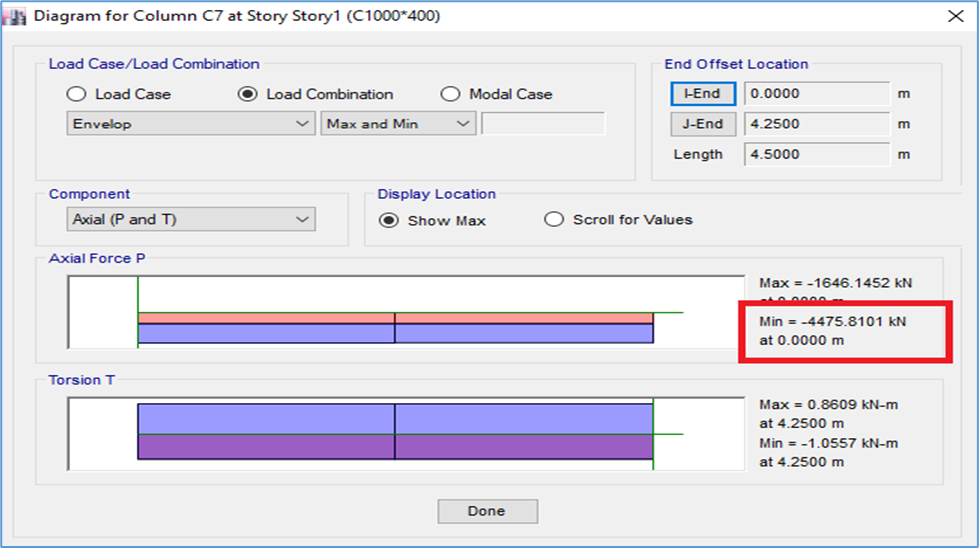 Diagram for Column C7 at Story Story1 (C1000*400)
Load Case/Load Combination
Load Case
Load Combination
Modal Case
Envelop
Max and Min
End Offset Location
I-End
0.0000
m
J-End
4.2500
m
Length
4.5000
m
Component
Axial (P and T)
Display Location
Show Max
Scroll for Values
Axial Force P
Max = -1646.1452 kN
at 0.0000 m
Min = -4475.8101 kN
at 0.0000 m
Torsion T
Max = 0.8609 kN-m
at 4.2500 m
Min = -1.0557 kN-m
at 4.2500 m
Done